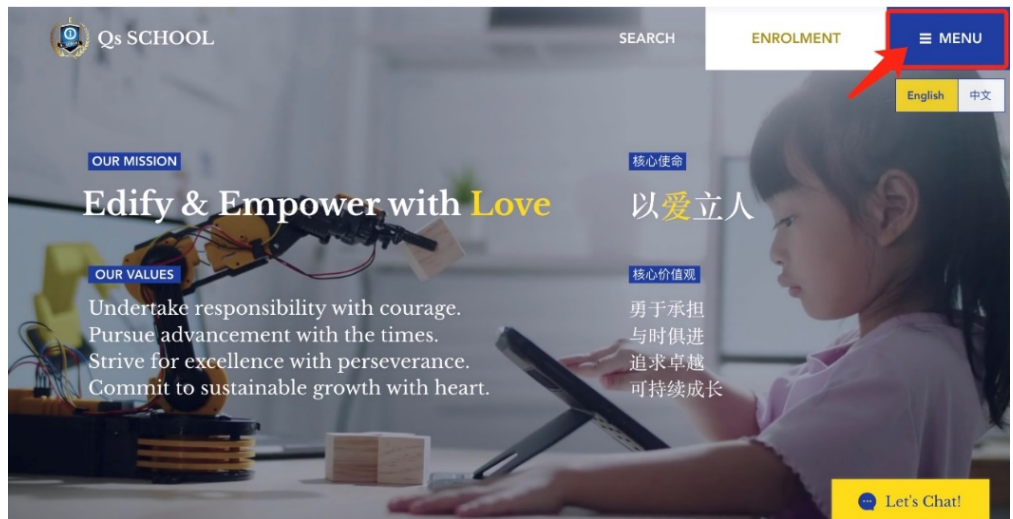 Qs SCHOOL
SEARCH
ENROLMENT
MENU
English
中文
OUR MISSION
Edify & Empower with Love
OUR VALUES
Undertake responsibility with courage.
Pursue advancement with the times.
Strive for excellence with perseverance.
Commit to sustainable growth with heart.
核心使命
以爱立人
核心价值观
勇于承担
与时俱进
追求卓越
可持续成长
Let's Chat!